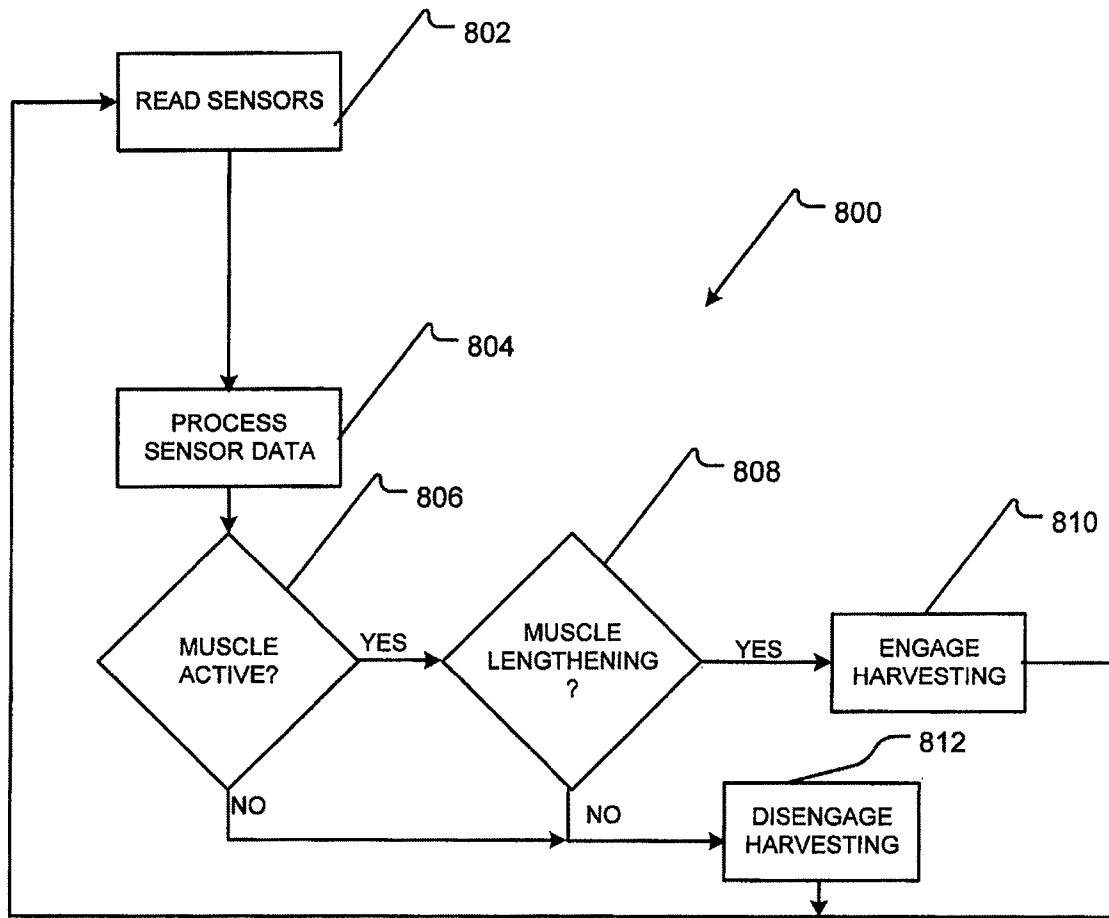 802
READ SENSORS
800
804
PROCESS
SENSOR DATA
806
808
810
MUSCLE
ACTIVE?
YES
MUSCLE
LENGTHENING
?
YES
ENGAGE
HARVESTING
812
NO
NO
DISENGAGE
HARVESTING